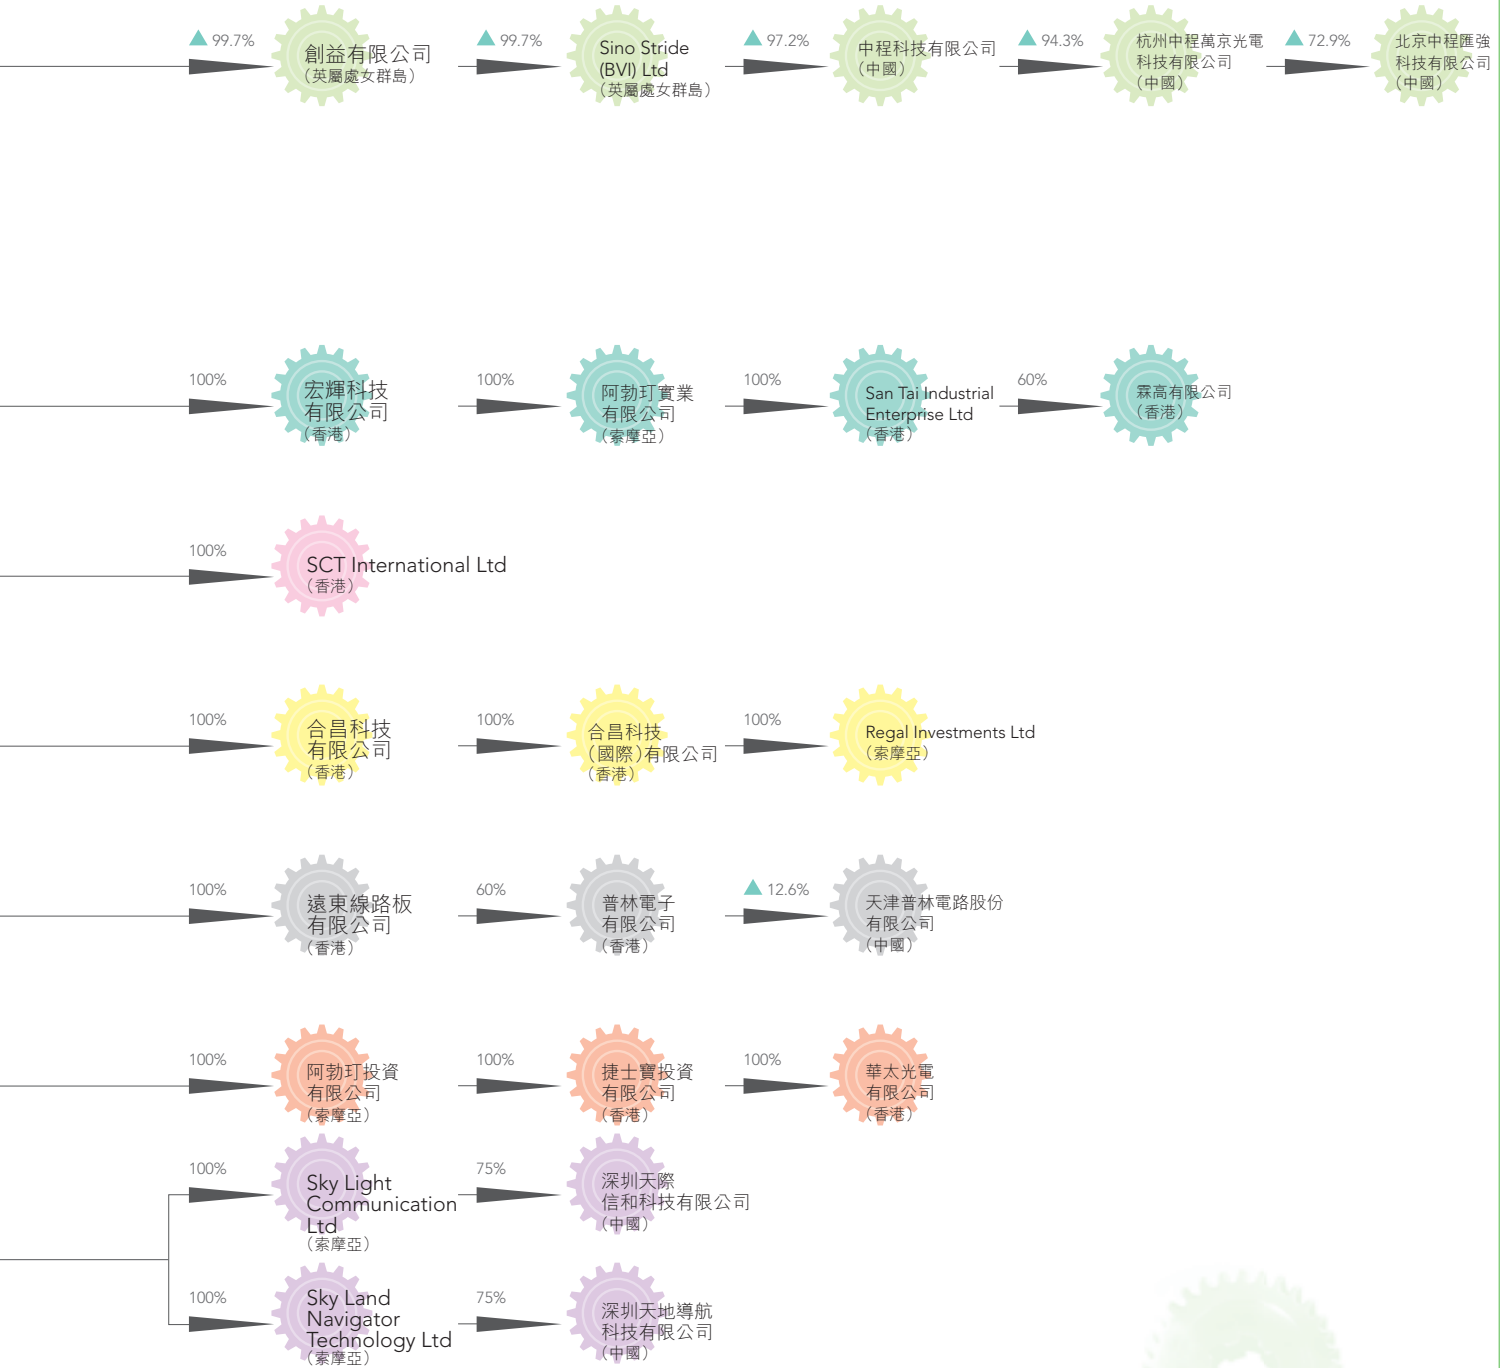 ▲ 99.7%
創益有限公司
（英屬處女群島）
▲ 99.7%
Sino Stride
(BVI) Ltd
（英屬處女群島）
▲ 97.2%
中程科技有限公司
（中國）
▲ 94.3%
杭州中程萬京光電
科技有限公司
（中國）
▲ 72.9%
北京中程匯強
科技有限公司
（中國）
100%
宏輝科技
有限公司
（香港）
100%
阿勃玎實業
有限公司
（索摩亞）
100%
San Tai Industrial
Enterprise Ltd
（香港）
60%
霖高有限公司
（香港）
100%
SCT International Ltd
（香港）
100%
合昌科技
有限公司
（香港）
100%
合昌科技
（國際）有限公司
（香港）
100%
Regal Investments Ltd
（索摩亞）
100%
遠東線路板
有限公司
（香港）
60%
普林電子
有限公司
（香港）
▲ 12.6%
天津普林電路股份
有限公司
（中國）
100%
阿勃玎投資
有限公司
（索摩亞）
100%
捷士寶投資
有限公司
（香港）
100%
華太光電
有限公司
（香港）
100%
Sky Light
Communication
Ltd
（索摩亞）
75%
深圳天際
信和科技有限公司
（中國）
100%
Sky Land
Navigator
Technology Ltd
（索摩亞）
75%
深圳天地導航
科技有限公司
（中國）